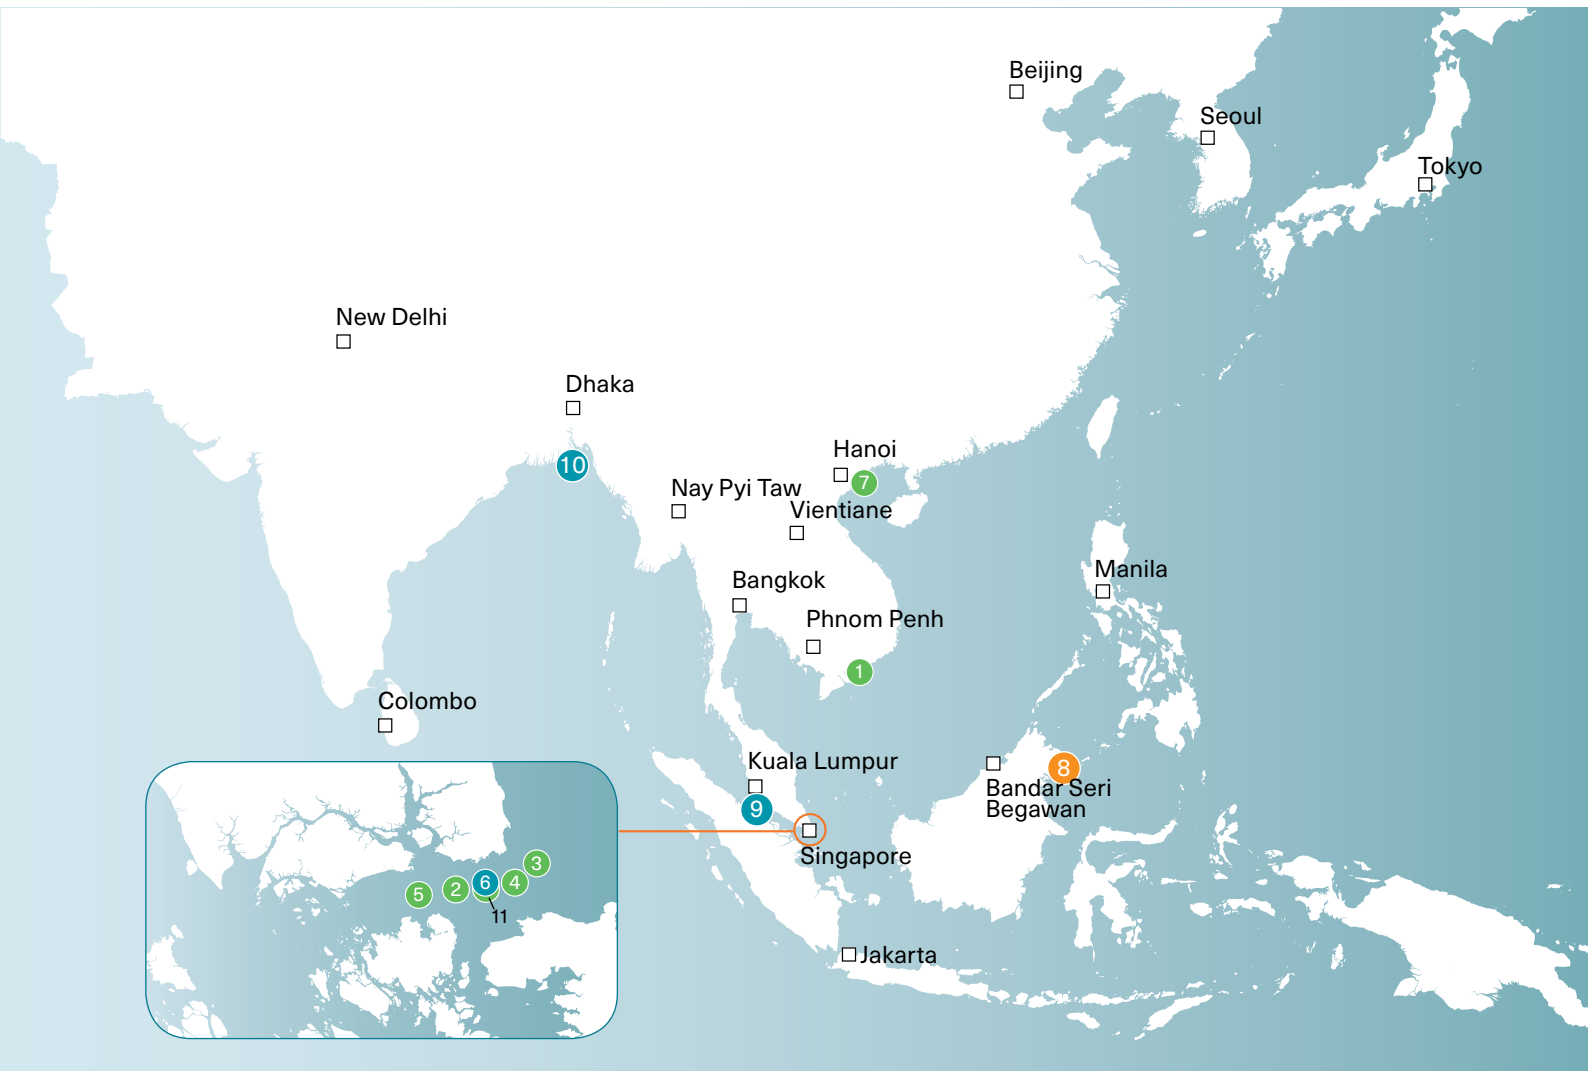 Beijing
Seoul
Tokyo
New Delhi
Dhaka
Hanoi
10
7
Nay Pyi Taw
Vientiane
Manila
Bangkok
Phnom Penh
1
Colombo
Kuala Lumpur
8
Bandar Seri
Begawan
9
Singapore
3
6
4
2
5
11
Jakarta